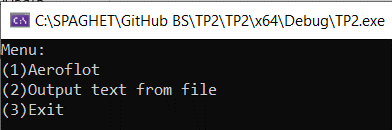 C:\SPAGHET\GitHub BS\TP2\TP2\x64\Debug\TP2.exe
Menu:
(1)Aeroflot
(2)Output text from file
(3)Exit